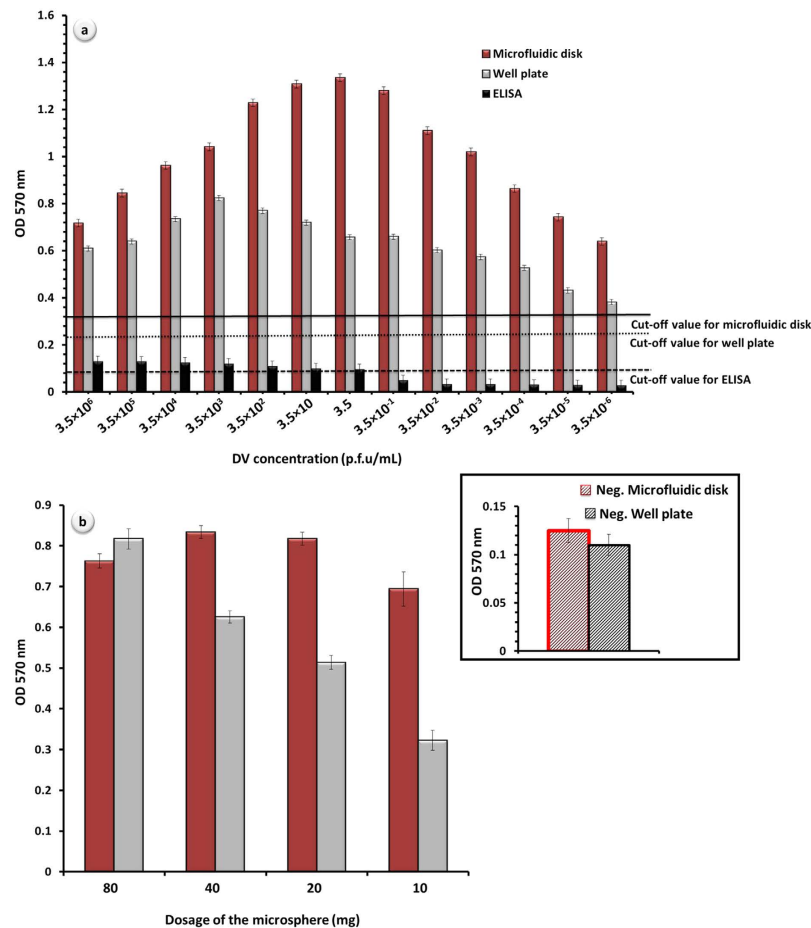 a
1.6
1.4
1.2
1
0.8
0.6
0.4
0.2
0
OD 570 nm
Microfluidic disk
Well plate
ELISA
Cut-off value for microfluidic disk
Cut-off value for well plate
Cut-off value for ELISA
3.5×10⁶ 3.5×10⁵ 3.5×10⁴ 3.5×10³ 3.5×10² 3.5×10 3.5 3.5×10⁻¹ 3.5×10⁻² 3.5×10⁻³ 3.5×10⁻⁴ 3.5×10⁻⁵ 3.5×10⁻⁶
DV concentration (p.f.u/mL)
b
0.9
0.8
0.7
0.6
0.5
0.4
0.3
0.2
0.1
0
OD 570 nm
80 40 20 10
Dosage of the microsphere (mg)
Neg. Microfluidic disk
Neg. Well plate
0.15
0.1
0.05
0
OD 570 nm